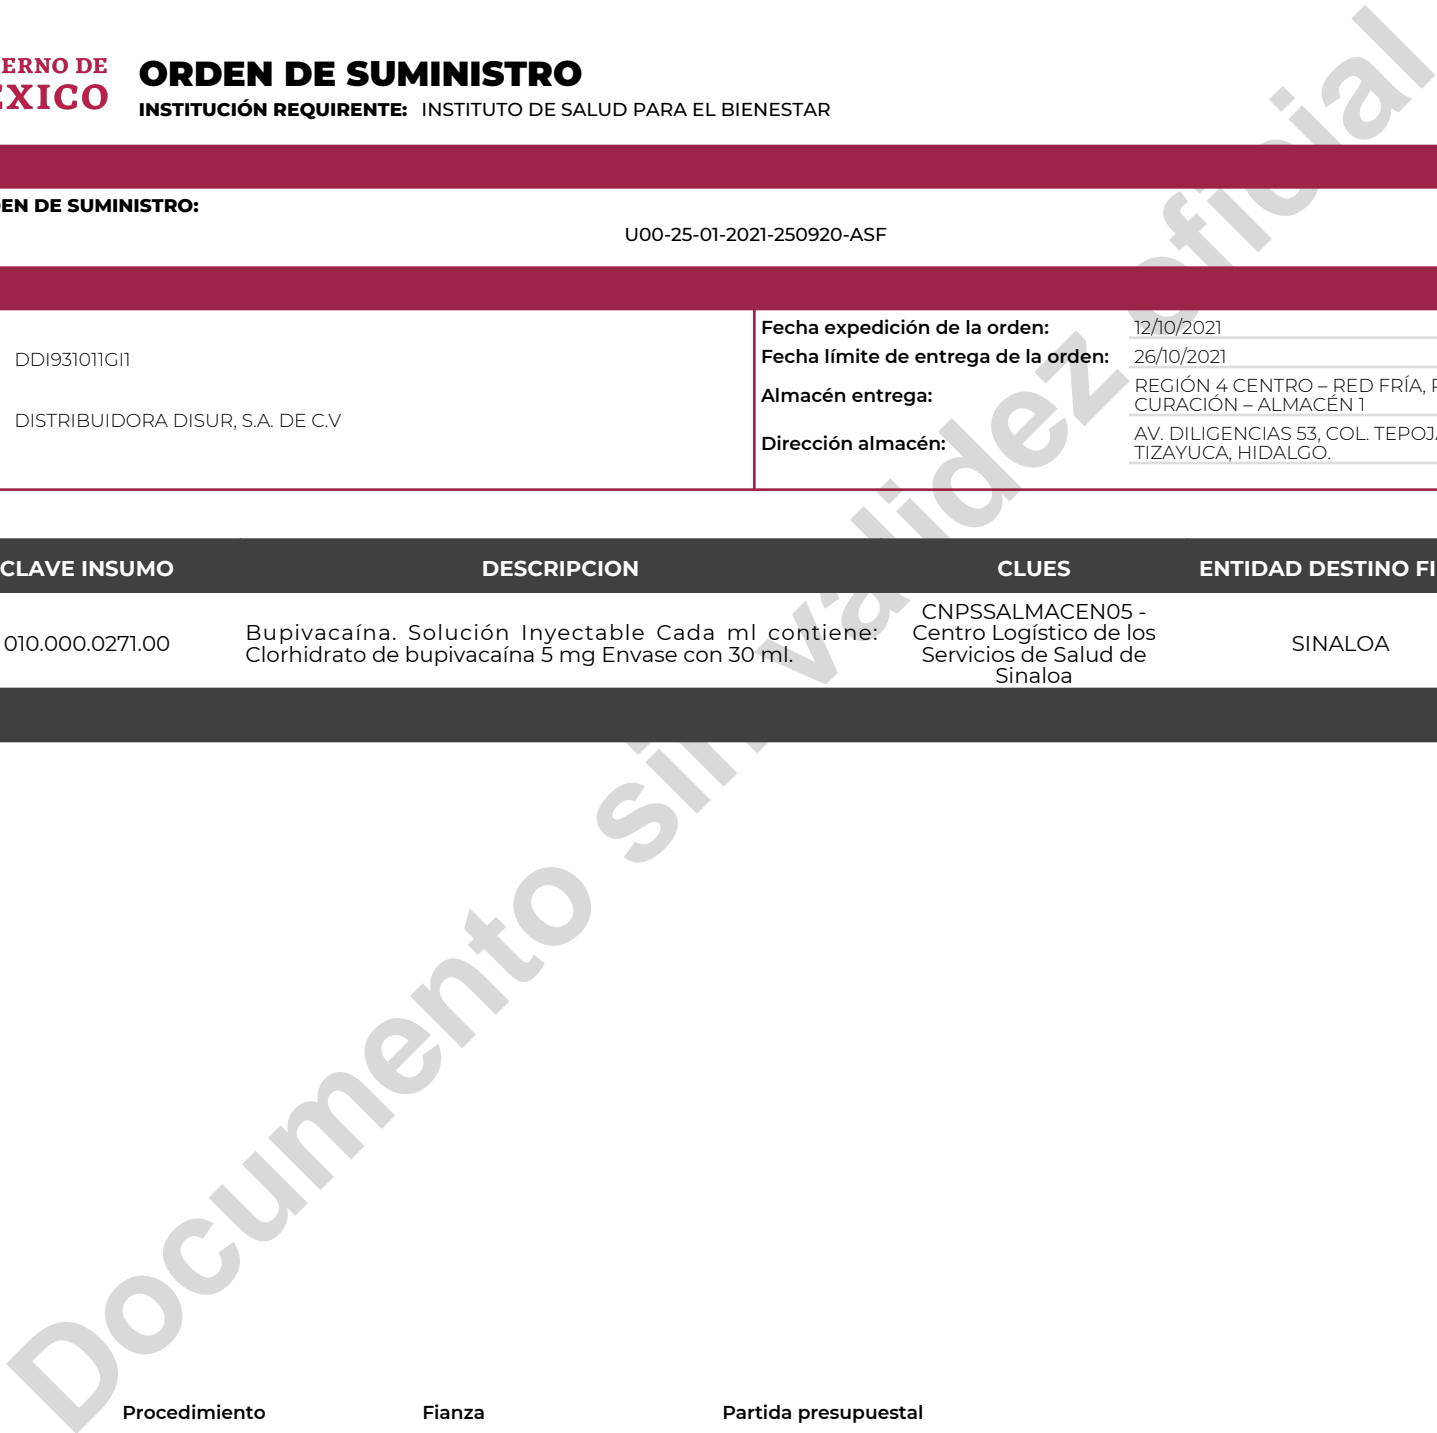 ERNO DE
EXICO
ORDEN DE SUMINISTRO
INSTITUCIÓN REQUIRENTE: INSTITUTO DE SALUD PARA EL BIENESTAR
EN DE SUMINISTRO:
U00-25-01-2021-250920-ASF
DDI931011GI1
DISTRIBUIDORA DISUR, S.A. DE C.V
Fecha expedición de la orden: 12/10/2021
Fecha límite de entrega de la orden: 26/10/2021
Almacén entrega: REGIÓN 4 CENTRO – RED FRÍA,
CURACIÓN – ALMACÉN 1
Dirección almacén: AV. DILIGENCIAS 53, COL. TEPOJ
TIZAYUCA, HIDALGO.
CLAVE INSUMO DESCRIPCION CLUES ENTIDAD DESTINO FI
010.000.0271.00
Bupivacaína. Solución Inyectable Cada ml contiene:
Clorhidrato de bupivacaína 5 mg Envase con 30 ml.
CNPSSALMACEN05 -
Centro Logístico de los
Servicios de Salud de
Sinaloa
SINALOA
Documento sin validez oficial
Procedimiento Fianza Partida presupuestal